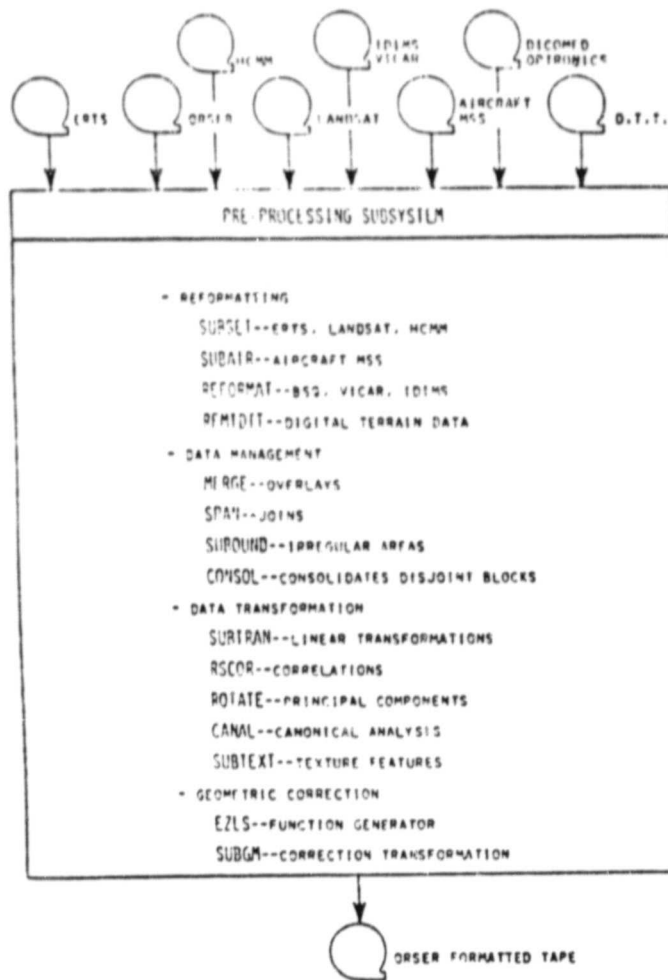 HCMM
IDIMS
VICAR
DICOMED
OPTRONICS
ERTS
ORSER
LANDSAT
AIRCRAFT
MSS
D.T.T.
PRE-PROCESSING SUBSYSTEM
- REFORMATTING
SUBSET--ERTS, LANDSAT, HCMM
SUBAIR--AIRCRAFT MSS
REFORMAT--BSQ, VICAR, IDIMS
--DIGITAL TERRAIN DATA
- DATA MANAGEMENT
MERGE--OVERLAYS
SPAN--JOINS
SUBOUND--IRREGULAR AREAS
CONSOL--CONSOLIDATES DISJOINT BLOCKS
- DATA TRANSFORMATION
SUBTRAN--LINEAR TRANSFORMATIONS
RSCOR--CORRELATIONS
ROTATE--PRINCIPAL COMPONENTS
CANAL--CANONICAL ANALYSIS
SUBTEXT--TEXTURE FEATURES
- GEOMETRIC CORRECTION
EZLS--FUNCTION GENERATOR
SUBGM--CORRECTION TRANSFORMATION
ORSER FORMATTED TAPE